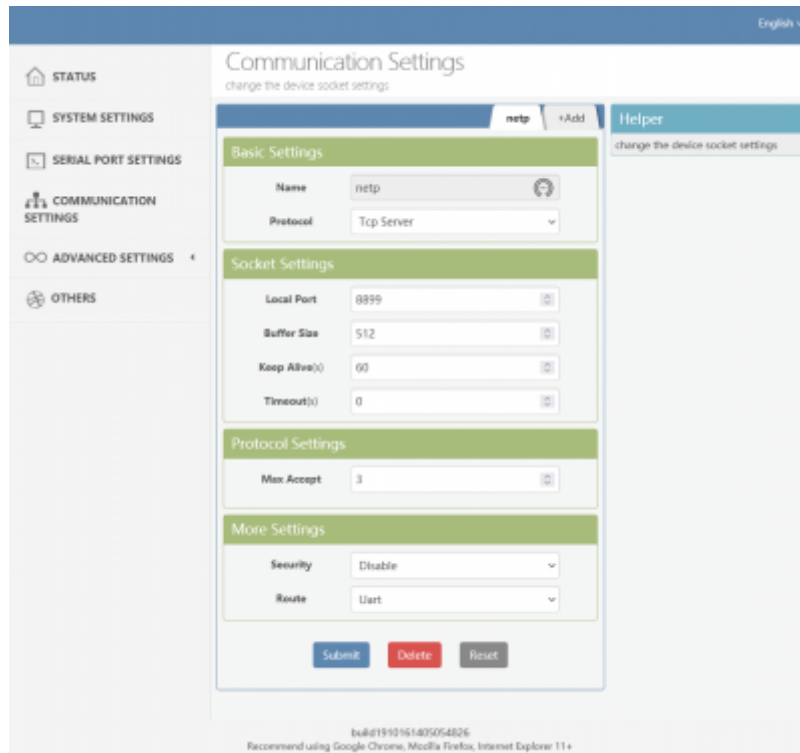 English
STATUS
SYSTEM SETTINGS
SERIAL PORT SETTINGS
COMMUNICATION
SETTINGS
ADVANCED SETTINGS
OTHERS
Communication Settings
change the device socket settings
netp
+Add
Basic Settings
Name netp
Protocol Tcp Server
Socket Settings
Local Port 8899
Buffer Size 512
Keep Alive(s) 60
Timeout(s) 0
Protocol Settings
Max Accept 3
More Settings
Security Disable
Route Uart
Submit Delete Reset
Helper
change the device socket settings
build1910161405054826
Recommend using Google Chrome, Mozilla Firefox, Internet Explorer 11+